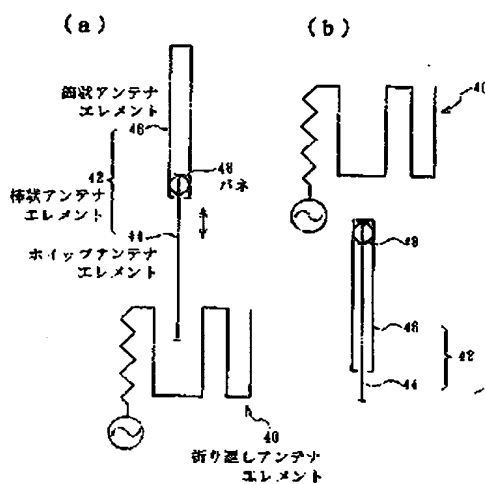 (a)
(b)
筒状アンテナ
エレメント
46
40
48
バネ
42
棒状アンテナ
エレメント
44
ホイップアンテナ
エレメント
48
46
42
44
40
折り返しアンテナ
エレメント